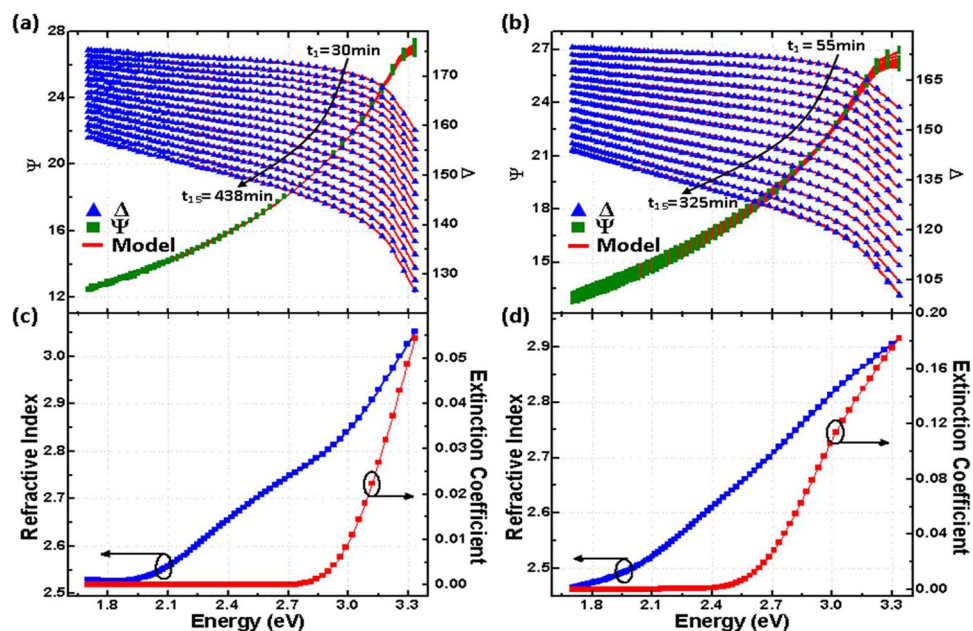 (a)
28
26
24
22
20
18
16
14
12
Ψ
t1=30min
t15=438min
Δ
Ψ
Model
170
160
150
140
130
Δ
(b)
27
25
23
21
19
17
15
13
Ψ
t1=55min
t15=325min
Δ
Ψ
Model
165
150
135
120
105
Δ
(c)
3.0
2.9
2.8
2.7
2.6
2.5
Refractive Index
0.05
0.04
0.03
0.02
0.01
0.00
Extinction Coefficient
1.8 2.1 2.4 2.7 3.0 3.3
Energy (eV)
(d)
2.9
2.8
2.7
2.6
2.5
Refractive Index
0.20
0.16
0.12
0.08
0.04
0.00
Extinction Coefficient
1.8 2.1 2.4 2.7 3.0 3.3
Energy (eV)